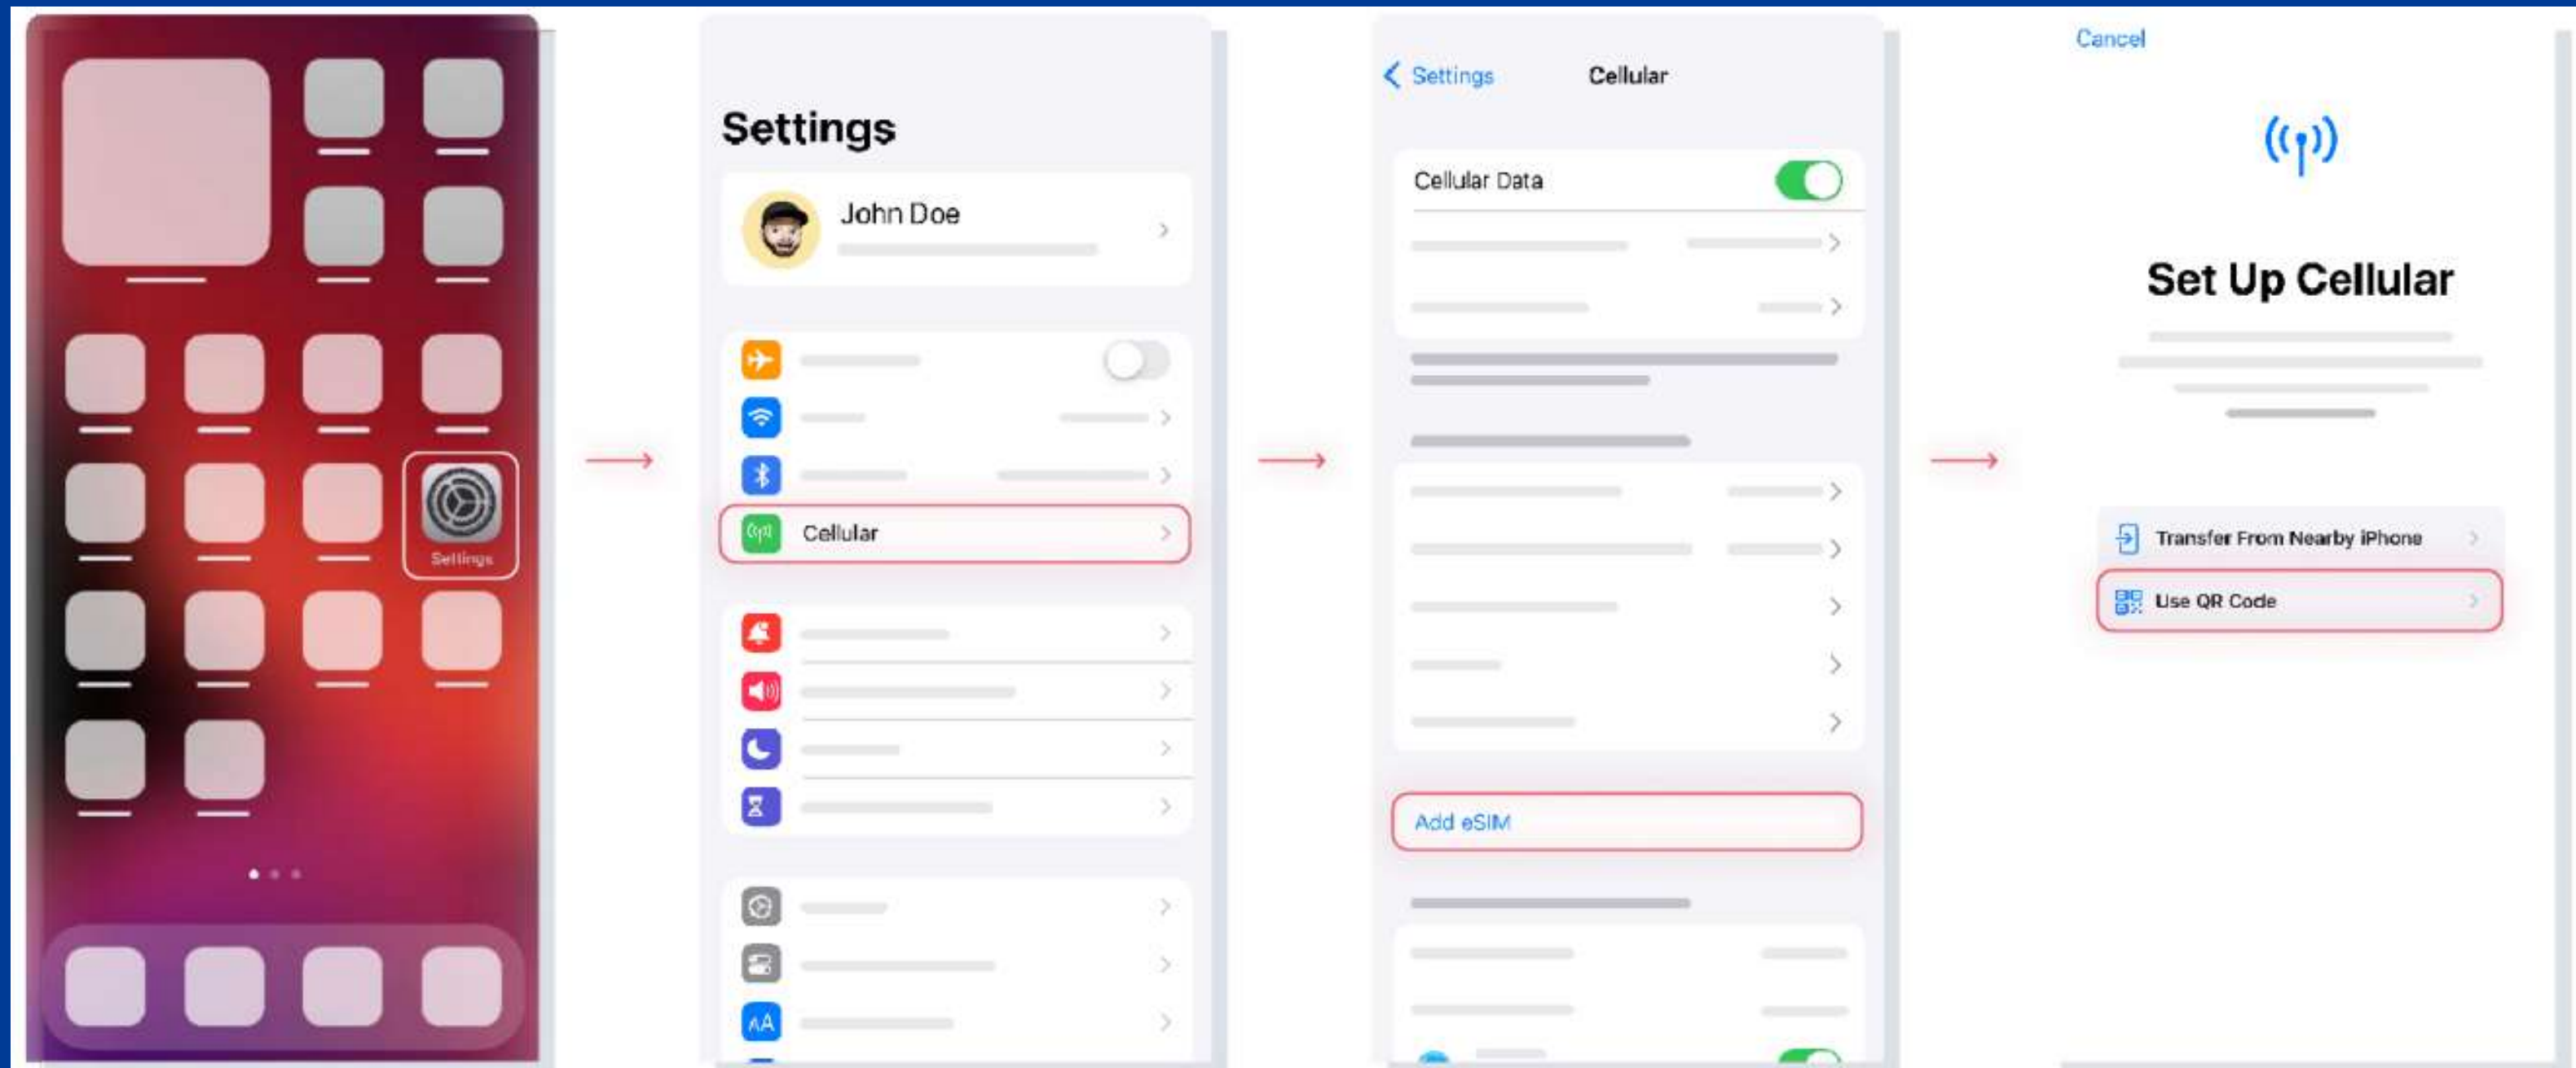 Settings
Settings
John Doe
Cellular
Settings
Cellular
Cellular Data
Add eSIM
Cancel
Set Up Cellular
Transfer From Nearby iPhone
Use QR Code